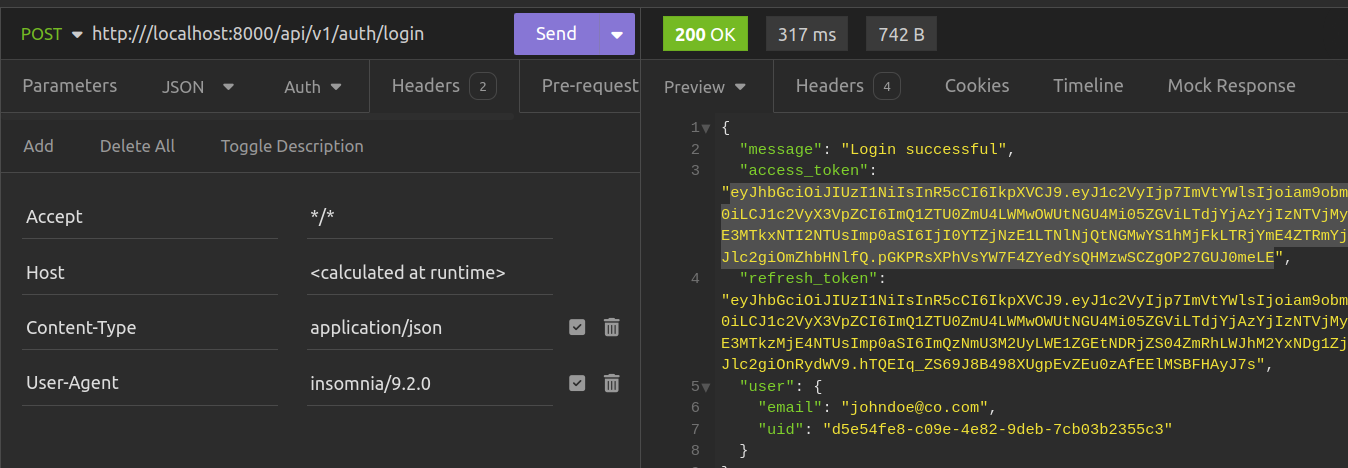 POST http:///localhost:8000/api/v1/auth/login Send
Parameters JSON Auth Headers 2 Pre-request
Add Delete All Toggle Description
Accept */*
Host <calculated at runtime>
Content-Type application/json
User-Agent insomnia/9.2.0
200 OK 317 ms 742 B
Preview Headers 4 Cookies Timeline Mock Response
1 {
2 "message": "Login successful",
3 "access_token":
"eyJhbGciOiJIUzI1NiIsInR5cCI6IkpXVCJ9.eyJ1c2VyIjp7ImVtYWlsIjoiam9obm
0iLCJ1c2VyX3VpZCI6ImQ1ZTU0ZmU4LWMwOWUtNGU4Mi05ZGViLTdjYjAzYjIzNTVjMy
E3MTkxNTI2NTUsImp0aSI6IjI0YTZjNzE1LTNlNjQtNGMwYS1hMjFkLTRjYmE4ZTRmYj
Jlc2giOmZhbHNlfQ.pGKPRsXPhVsYW7F4ZYedYsQHMzwSCZgOP27GUJ0meLE",
4 "refresh_token":
"eyJhbGciOiJIUzI1NiIsInR5cCI6IkpXVCJ9.eyJ1c2VyIjp7ImVtYWlsIjoiam9obm
0iLCJ1c2VyX3VpZCI6ImQ1ZTU0ZmU4LWMwOWUtNGU4Mi05ZGViLTdjYjAzYjIzNTVjMy
E3MTkzMjE4NTUsImp0aSI6ImQzNmU3M2UyLWE1ZGEtNDRjZS04ZmRhLWJhM2YxNDg1Zj
Jlc2giOnRydWV9.hTQEIq_ZS69J8B498XUgpEvZEu0zAfEElMSBFHAyJ7s",
5 "user": {
6 "email": "johndoe@co.com",
7 "uid": "d5e54fe8-c09e-4e82-9deb-7cb03b2355c3"
8 }